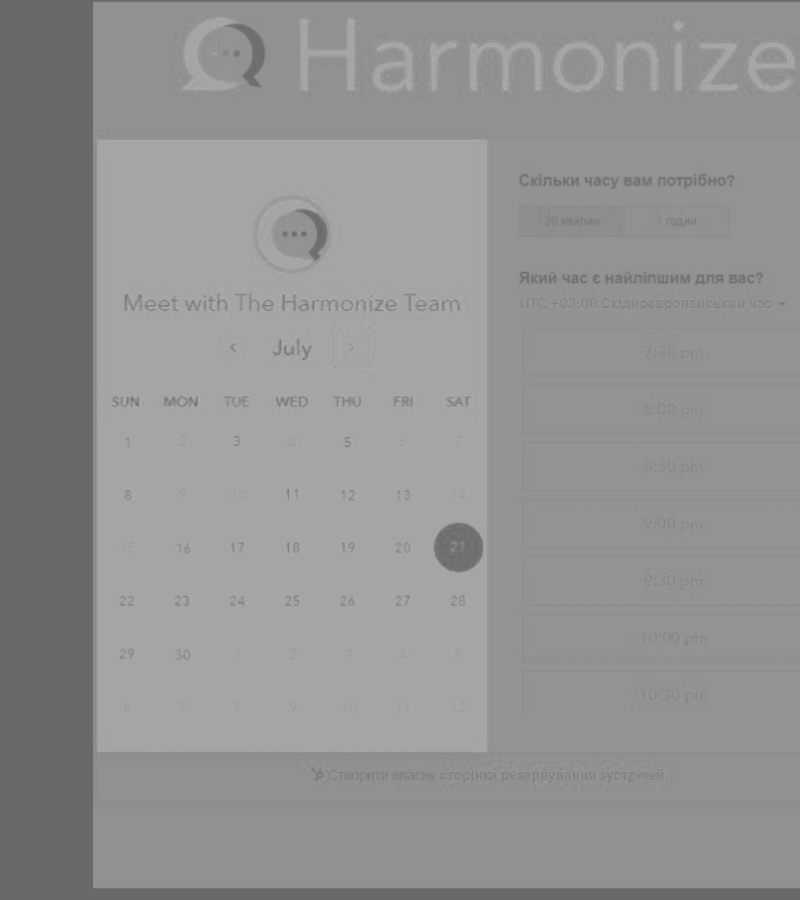 Harmonize
Meet with The Harmonize Team
July
SUN MON TUE WED THU FRI SAT
1 2 3 4 5 6 7
8 9 10 11 12 13 14
15 16 17 18 19 20 21
22 23 24 25 26 27 28
29 30 1 2 3 4 5
6 7 8 9 10 11 12
Скільки часу вам потрібно?
30 хвилин 1 годин
Який час є найліпшим для вас?
UTC +03:00 Східноєвропейський час
7:30 pm
8:00 pm
8:30 pm
9:00 pm
9:30 pm
10:00 pm
10:30 pm
Створити власну сторінка резервування зустрічей